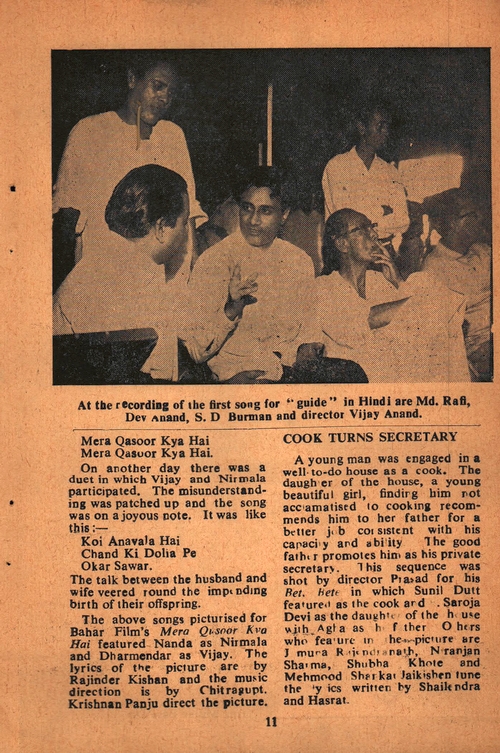 At the recording of the first song for "guide" in Hindi are Md. Rafi,
Dev Anand, S. D Burman and director Vijay Anand.
Mera Qasoor Kya Hai
Mera Qasoor Kya Hai.
On another day there was a
duet in which Vijay and Nirmala
participated. The misunderstand-
ing was patched up and the song
was on a joyous note. It was like
this :—
Koi Anavala Hai
Chand Ki Dolia Pe
Okar Sawar.
The talk between the husband and
wife veered round the impending
birth of their offspring.
The above songs picturised for
Bahar Film's Mera Qusoor Kya
Hai featured Nanda as Nirmala
and Dharmendar as Vijay. The
lyrics of the picture are by
Rajinder Kishan and the music
direction is by Chitragupt.
Krishnan Panju direct the picture.
COOK TURNS SECRETARY
A young man was engaged in a
well-to-do house as a cook. The
daughter of the house, a young
beautiful girl, finding him not
acclamatised to cooking recom-
mends him to her father for a
better job consistent with his
capacity and ability The good
father promotes him as his private
secretary. This sequence was
shot by director Prasad for his
Bet. Bete in which Sunil Dutt
featured as the cook and Saroja
Devi as the daughter of the house
with Agla as father Others
who feature in the picture are
Rajendranath, Niranjan
Sharma, Shubha Khote and
Mehmood Shankar Jaikishen tune
the lyrics written by Shailendra
and Hasrat.
11